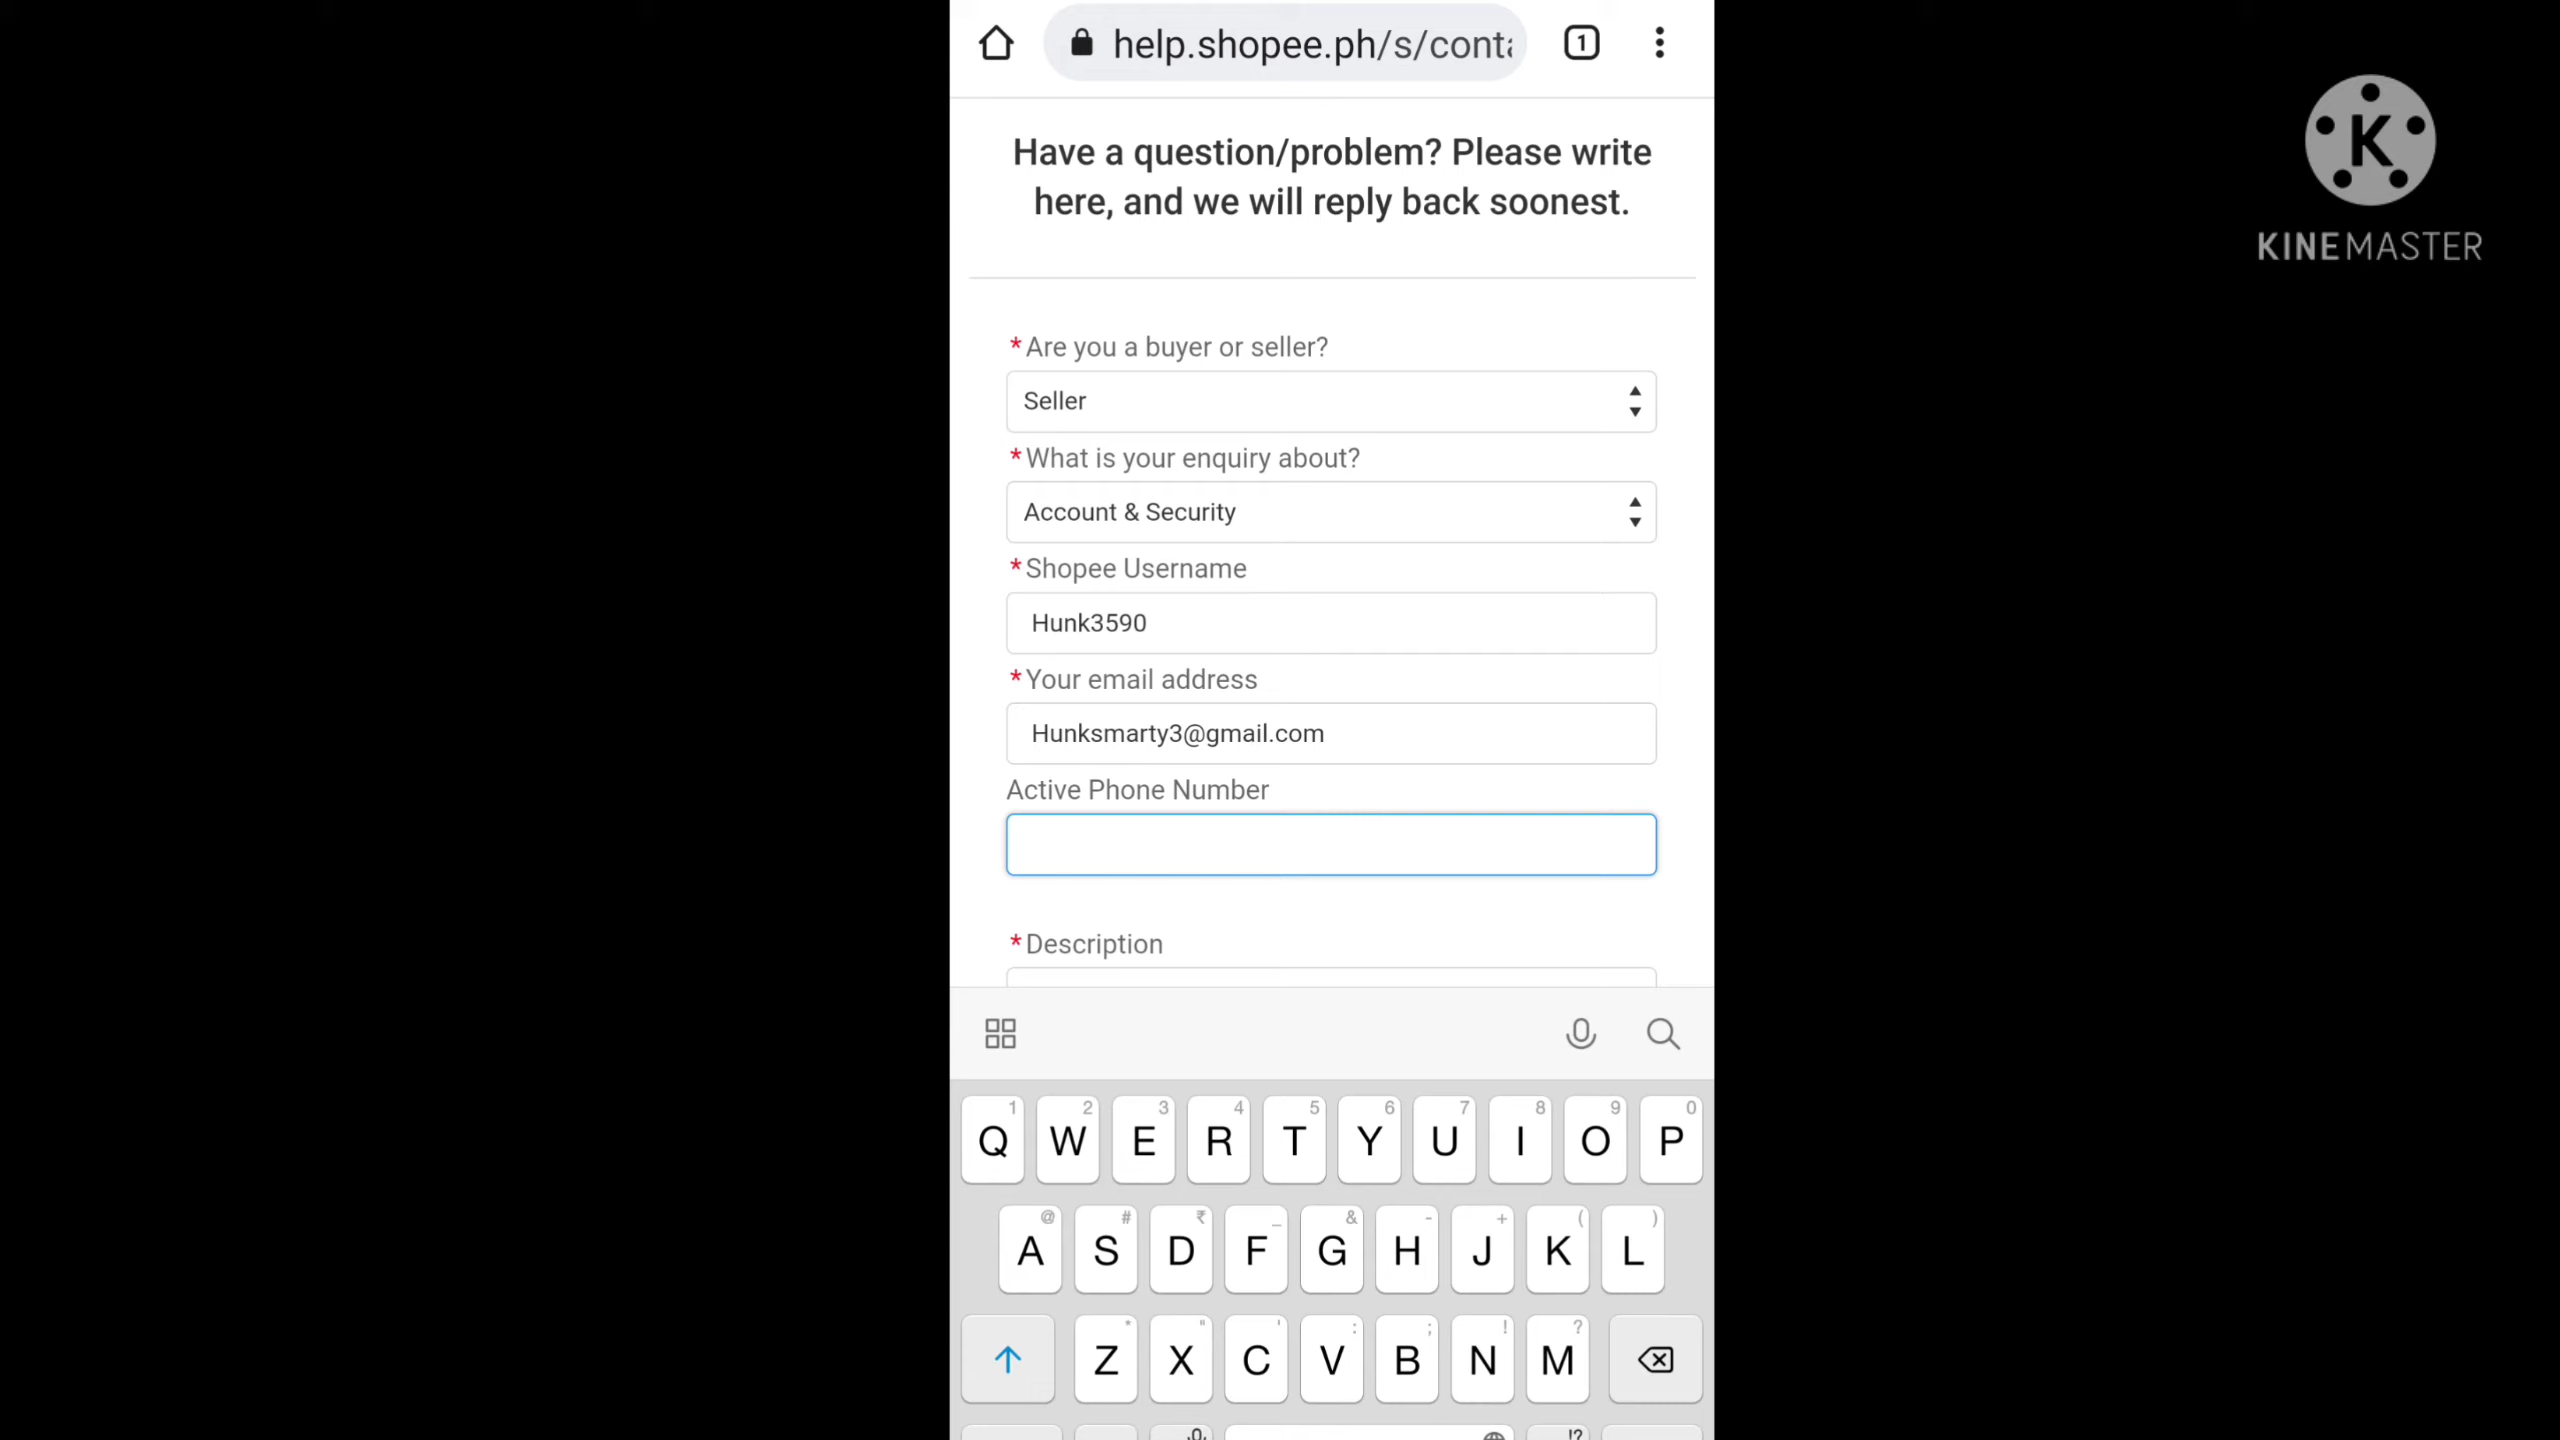 help.shopee.ph/s/conta
1
Have a question/problem? Please write
here, and we will reply back soonest.
*Are you a buyer or seller?
Seller
*What is your enquiry about?
Account & Security
*Shopee Username
Hunk3590
*Your email address
Hunksmarty3@gmail.com
Active Phone Number
*Description
1 2 3 4 5 6 7 8 9 0
Q W E R T Y U I O P
@ # ₹ _ & - + ( )
A S D F G H J K L
* " ' : ; ! ?
Z X C V B N M
!?
K
KINEMASTER